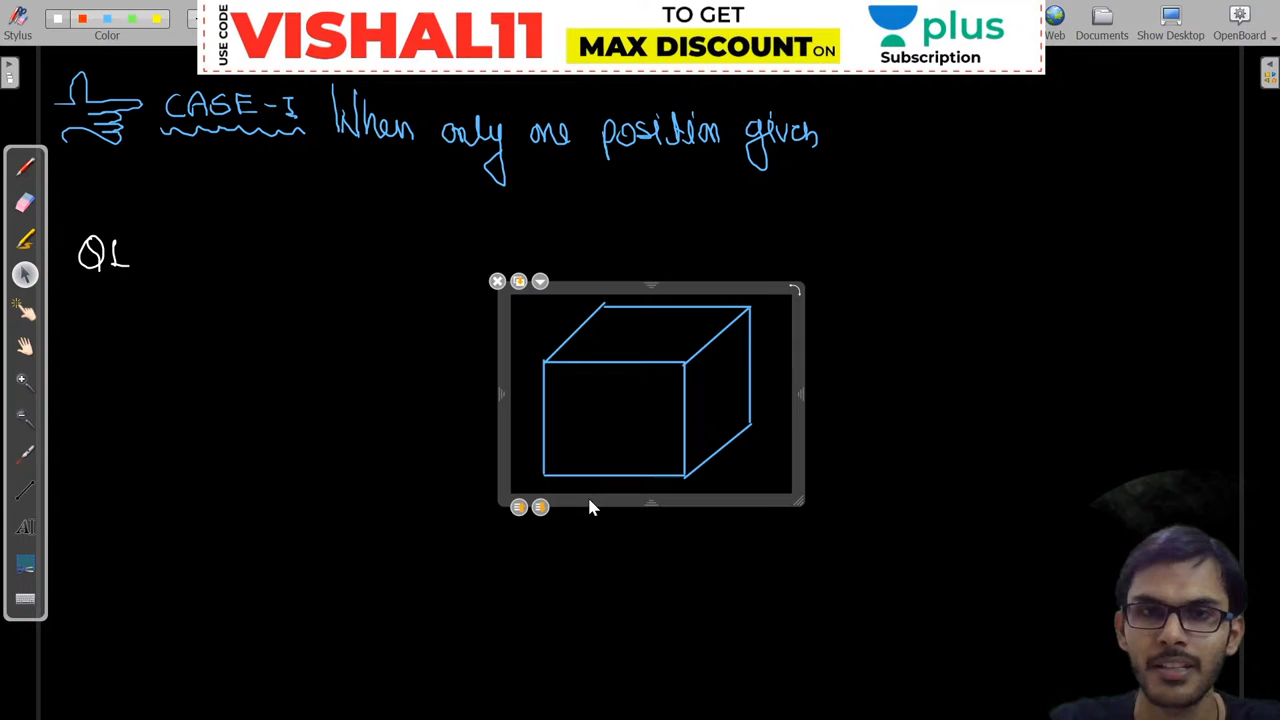 Stylus
Color
USE CODE
VISHAL11
TO GET
MAX DISCOUNT ON
plus
Subscription
Web
Documents
Show Desktop
OpenBoard
CASE-I When only one position given
Q1